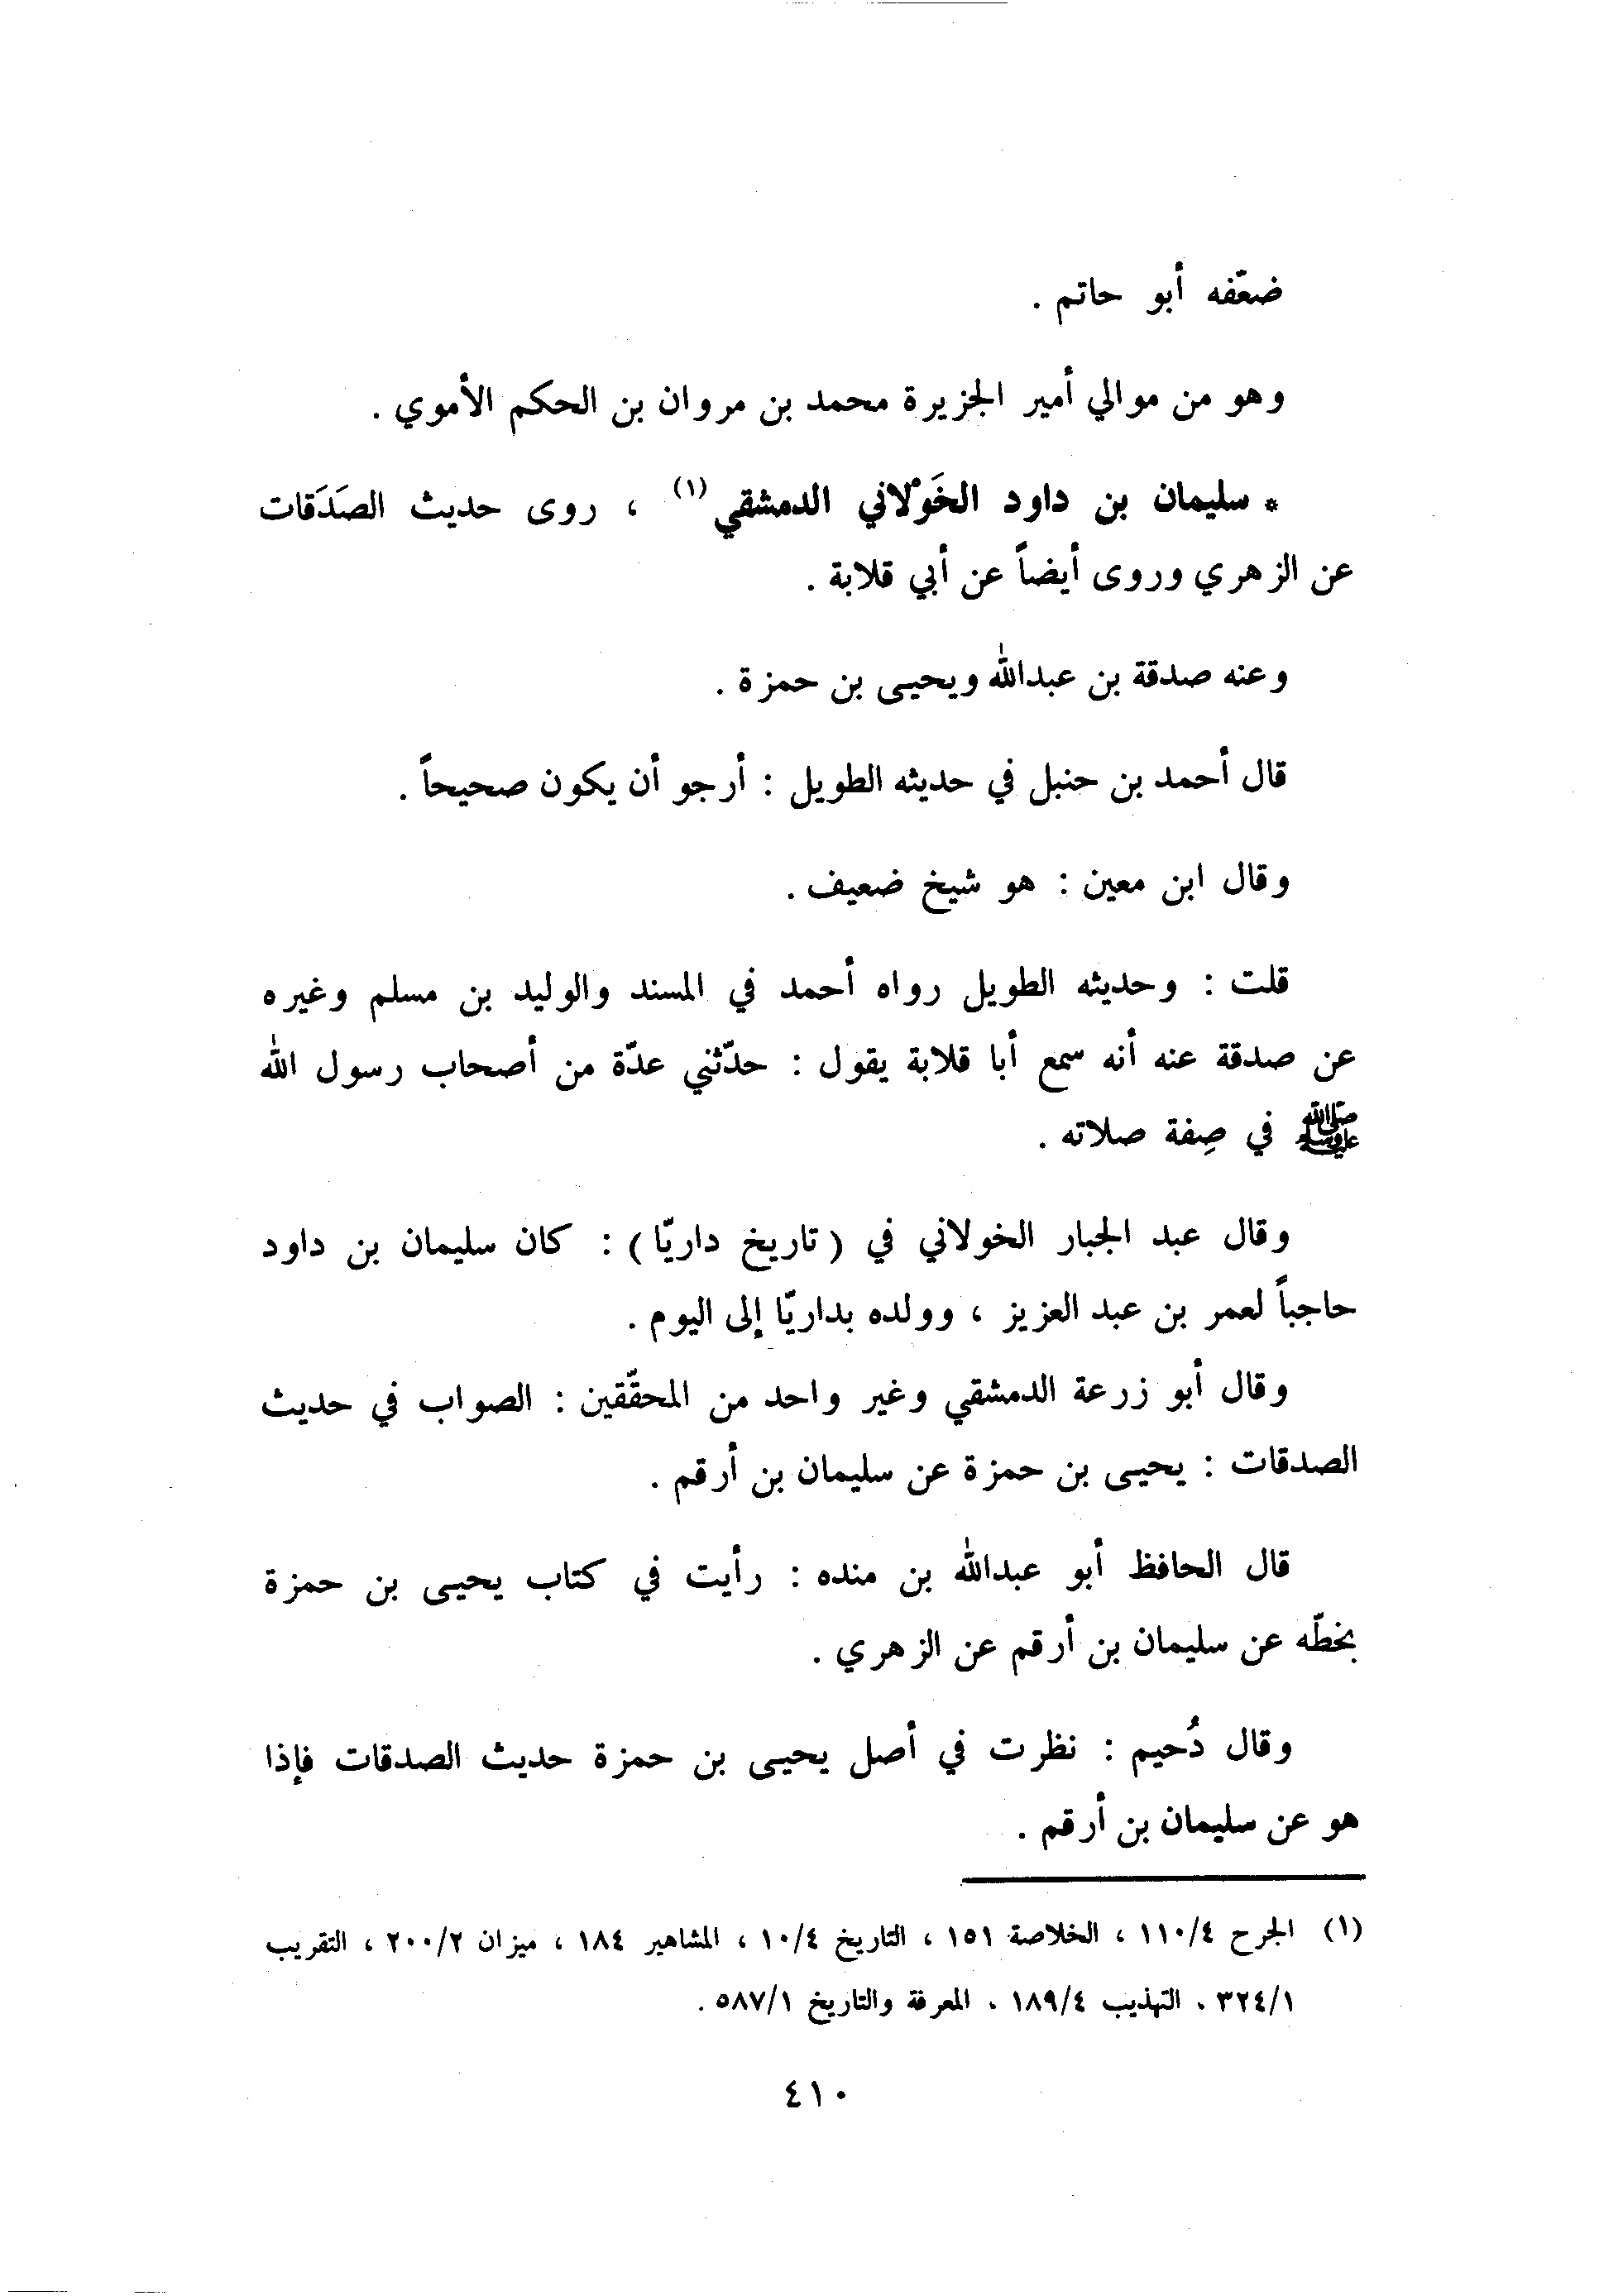 ضعّفه أبو حاتم .
وهو من موالي أمير الجزيرة محمد بن مروان بن الحكم الأموي .
* سليمان بن داود الخَوْلاني الدمشقي (١) ، روى حديث الصَدَقات
عن الزهري وروى أيضاً عن أبي قلابة .
وعنه صدقة بن عبدالله ويحيى بن حمزة .
قال أحمد بن حنبل في حديثه الطويل : أرجو أن يكون صحيحاً .
وقال ابن معين : هو شيخ ضعيف .
قلت : وحديثه الطويل رواه أحمد في المسند والوليد بن مسلم وغيره
عن صدقة عنه أنه سمع أبا قلابة يقول : حدّثني عدّة من أصحاب رسول الله
ﷺ في صِفة صلاته .
وقال عبد الجبار الخولاني في ( تاريخ داريّا ) : كان سليمان بن داود
حاجباً لعمر بن عبد العزيز ، وولده بداريّا إلى اليوم .
وقال أبو زرعة الدمشقي وغير واحد من المحقّقين : الصواب في حديث
الصدقات : يحيى بن حمزة عن سليمان بن أرقم .
قال الحافظ أبو عبدالله بن منده : رأيت في كتاب يحيى بن حمزة
بخطّه عن سليمان بن أرقم عن الزهري .
وقال دُحيم : نظرت في أصل يحيى بن حمزة حديث الصدقات فإذا
هو عن سليمان بن أرقم .
(١) الجرح ١١٠/٤ ، الخلاصة ١٥١ ، التاريخ ١٠/٤ ، المشاهير ١٨٤ ، ميزان ٢٠٠/٢ ، التقريب
٣٢٤/١ ، التهذيب ١٨٩/٤ ، المعرفة والتاريخ ٥٨٧/١ .
٤١٠